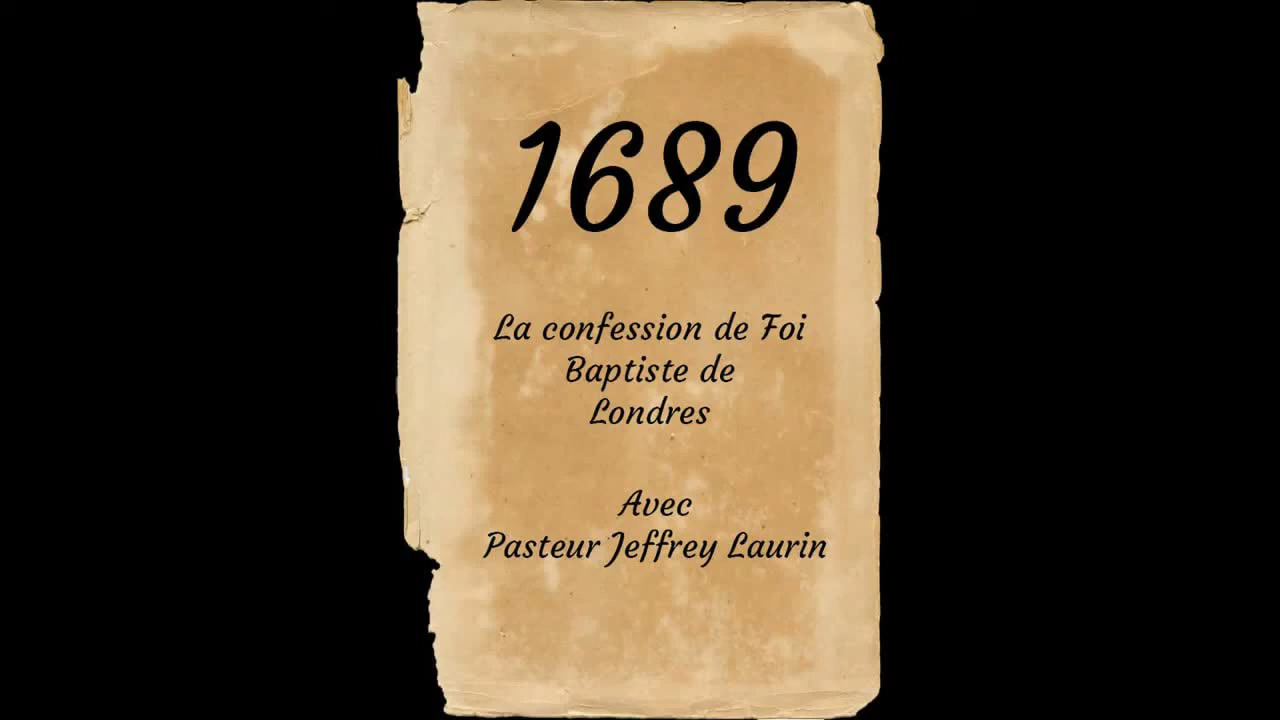 1689
La confession de Foi
Baptiste de
Londres
Avec
Pasteur Jeffrey Laurin